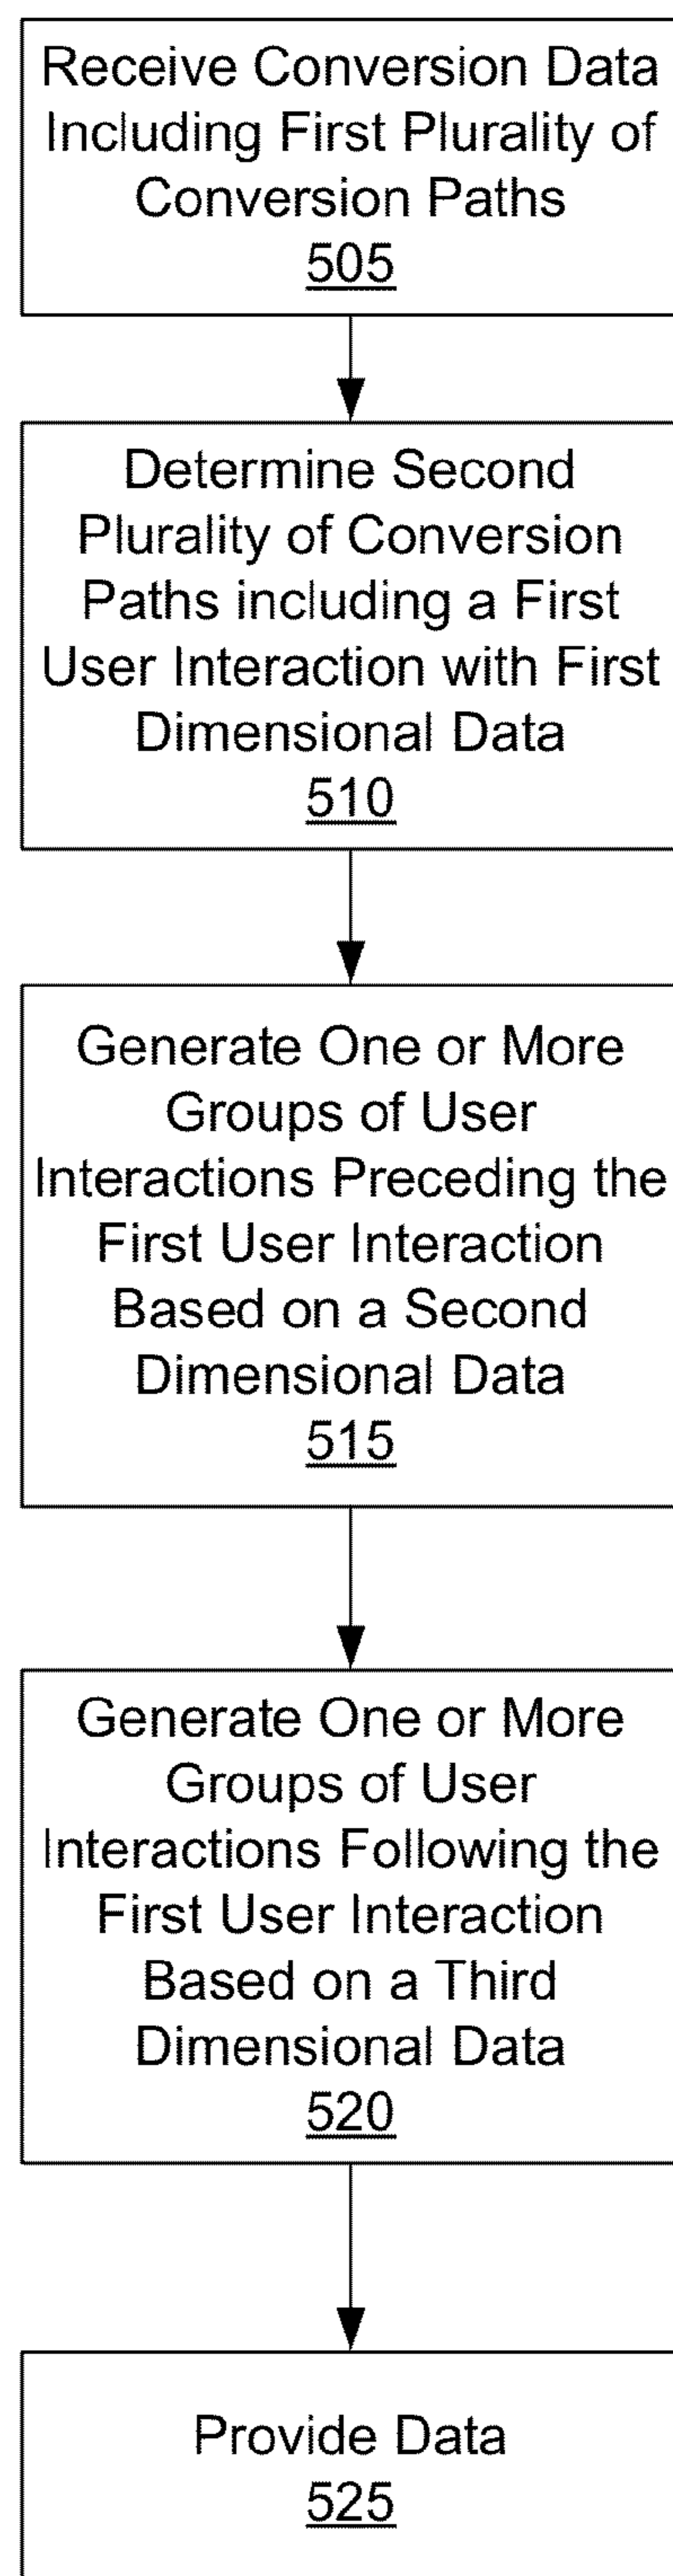 Receive Conversion Data
Including First Plurality of
Conversion Paths
505
Determine Second
Plurality of Conversion
Paths including a First
User Interaction with First
Dimensional Data
510
Generate One or More
Groups of User
Interactions Preceding the
First User Interaction
Based on a Second
Dimensional Data
515
Generate One or More
Groups of User
Interactions Following the
First User Interaction
Based on a Third
Dimensional Data
520
Provide Data
525